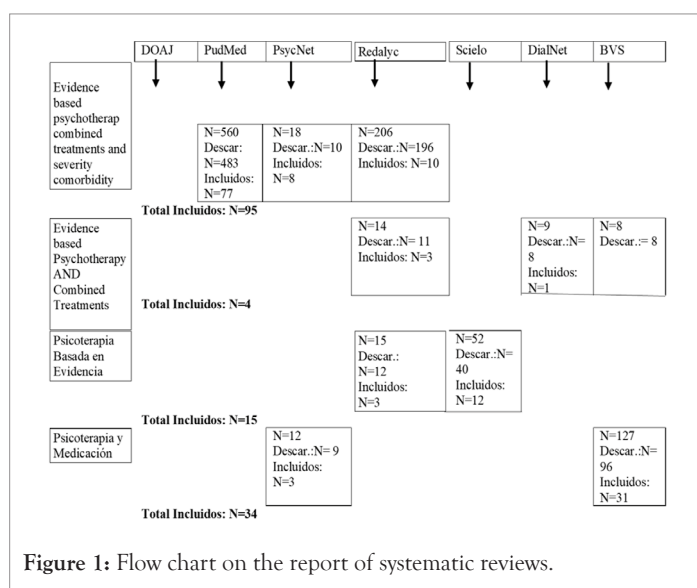 DOAJ PudMed PsycNet Redalyc Scielo DialNet BVS
Evidence
based
psychotherap
combined
treatments and
severity
comorbidity
N=560
Descar:
N=483
Incluidos:
N=77
N=18
Descar.:N=10
Incluidos:
N=8
N=206
Descar.:N=196
Incluidos: N=10
Total Incluidos: N=95
Evidence
based
Psychotherapy
AND
Combined
Treatments
N=14
Descar.:N= 11
Incluidos: N=3
N=9
Descar.:N=
8
Incluidos:
N=1
N=8
Descar.:= 8
Total Incluidos: N=4
Psicoterapia
Basada en
Evidencia
N=15
Descar.:
N=12
Incluidos:
N=3
N=52
Descar.:N=
40
Incluidos:
N=12
Total Incluidos: N=15
Psicoterapia y
Medicación
N=12
Descar.:N= 9
Incluidos:
N=3
N=127
Descar.:N=
96
Incluidos:
N=31
Total Incluidos: N=34
Figure 1: Flow chart on the report of systematic reviews.